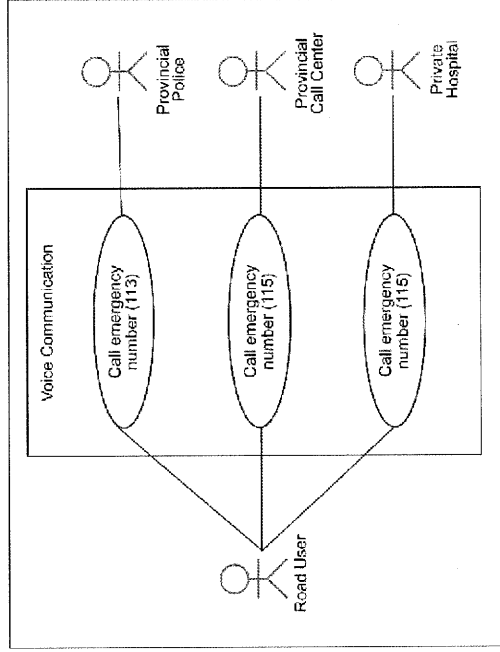 Voice Communication
Road User
Call emergency
number (113)
Provincial
Police
Call emergency
number (115)
Provincial
Call Center
Call emergency
number (115)
Private
Hospital